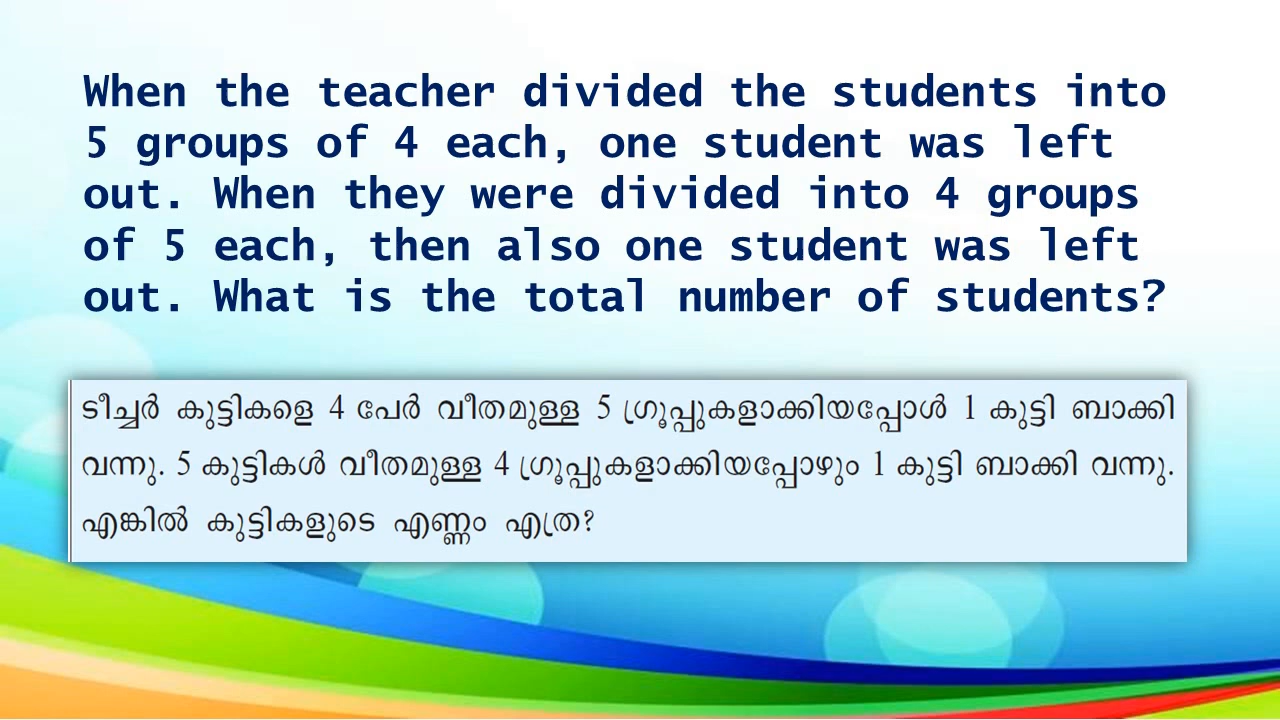 When the teacher divided the students into
5 groups of 4 each, one student was left
out. When they were divided into 4 groups
of 5 each, then also one student was left
out. What is the total number of students?
ടീച്ചർ കുട്ടികളെ 4 പേർ വീതമുള്ള 5 ഗ്രൂപ്പുകളാക്കിയപ്പോൾ 1 കുട്ടി ബാക്കി
വന്നു. 5 കുട്ടികൾ വീതമുള്ള 4 ഗ്രൂപ്പുകളാക്കിയപ്പോഴും 1 കുട്ടി ബാക്കി വന്നു.
എങ്കിൽ കുട്ടികളുടെ എണ്ണം എത്ര?